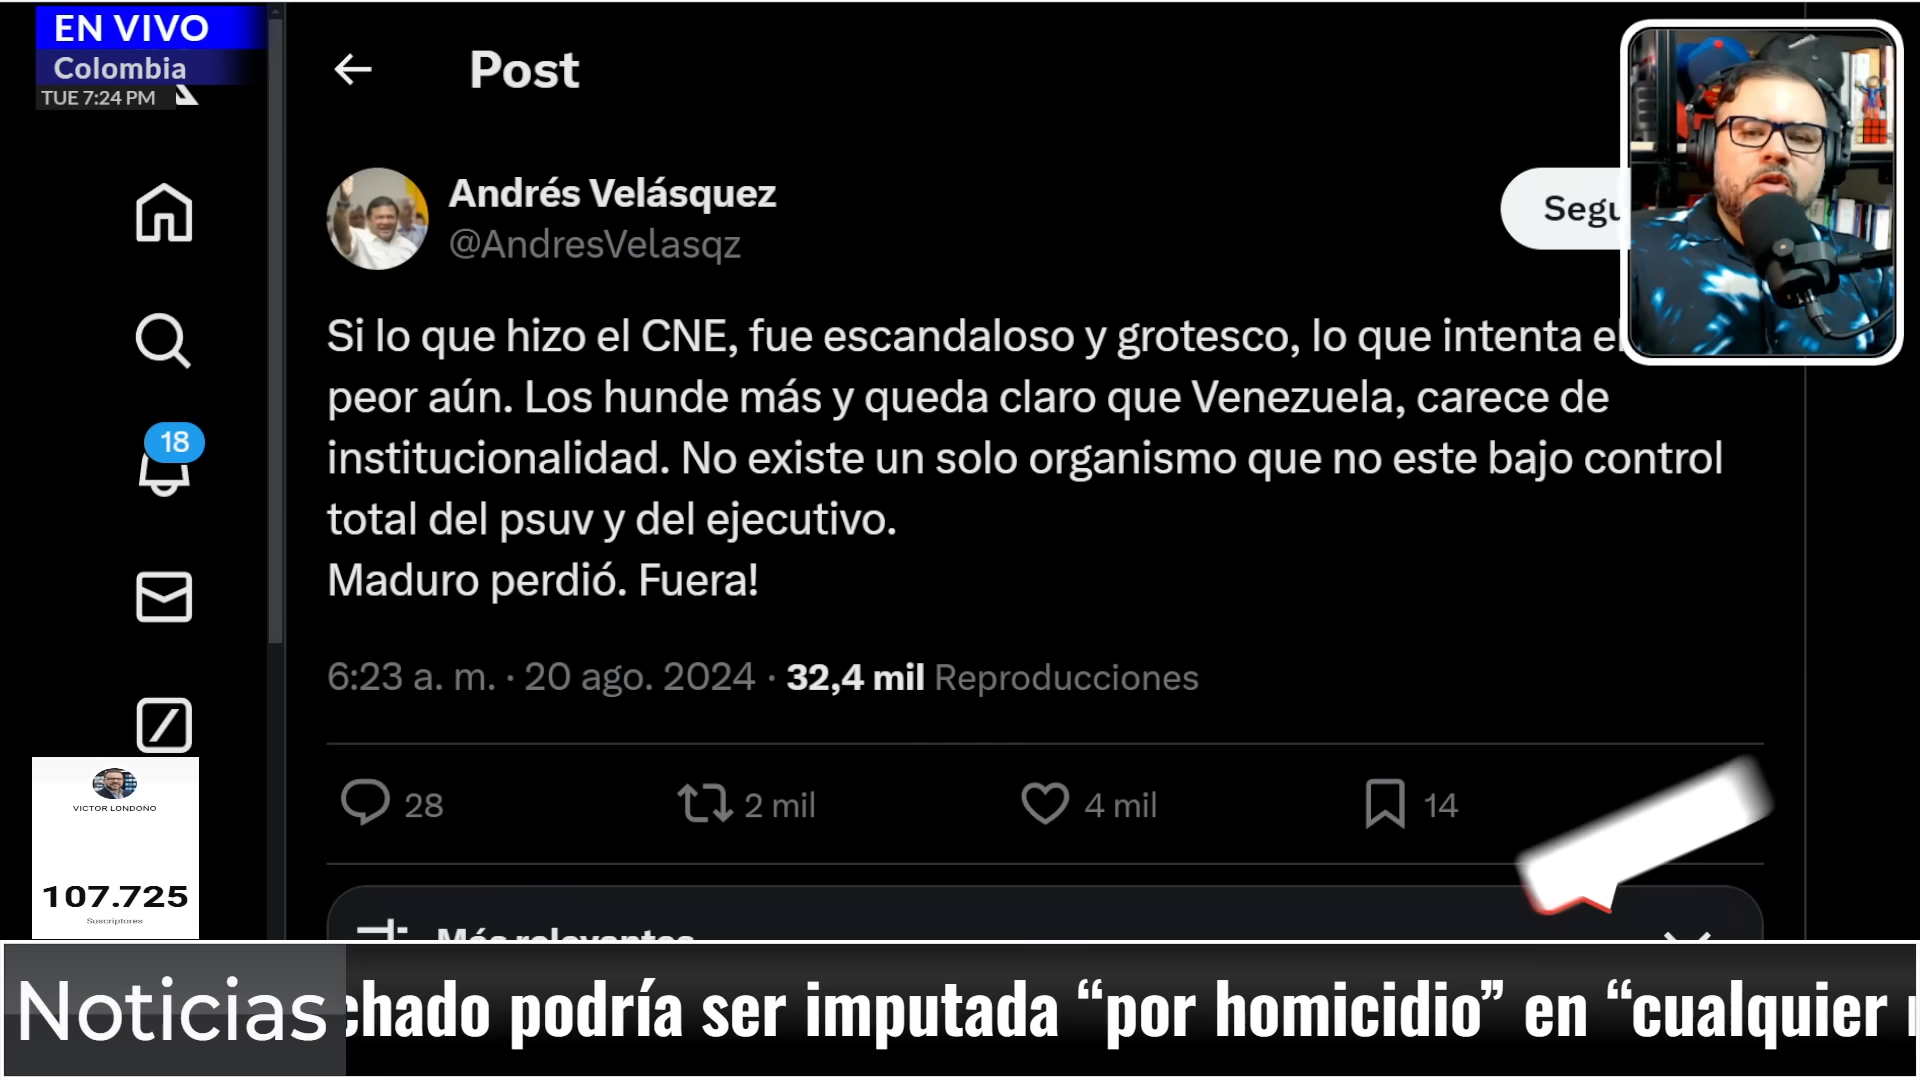 EN VIVO
Colombia
TUE 7:24 PM
Post
Andrés Velásquez
@AndresVelasqz
Segu
Si lo que hizo el CNE, fue escandaloso y grotesco, lo que intenta el
peor aún. Los hunde más y queda claro que Venezuela, carece de
institucionalidad. No existe un solo organismo que no este bajo control
total del psuv y del ejecutivo.
Maduro perdió. Fuera!
6:23 a. m. · 20 ago. 2024 · 32,4 mil Reproducciones
28 2 mil 4 mil 14
18
VICTOR LONDOÑO
107.725
Suscriptores
Más relevantes
Noticias chado podría ser imputada “por homicidio” en “cualquier